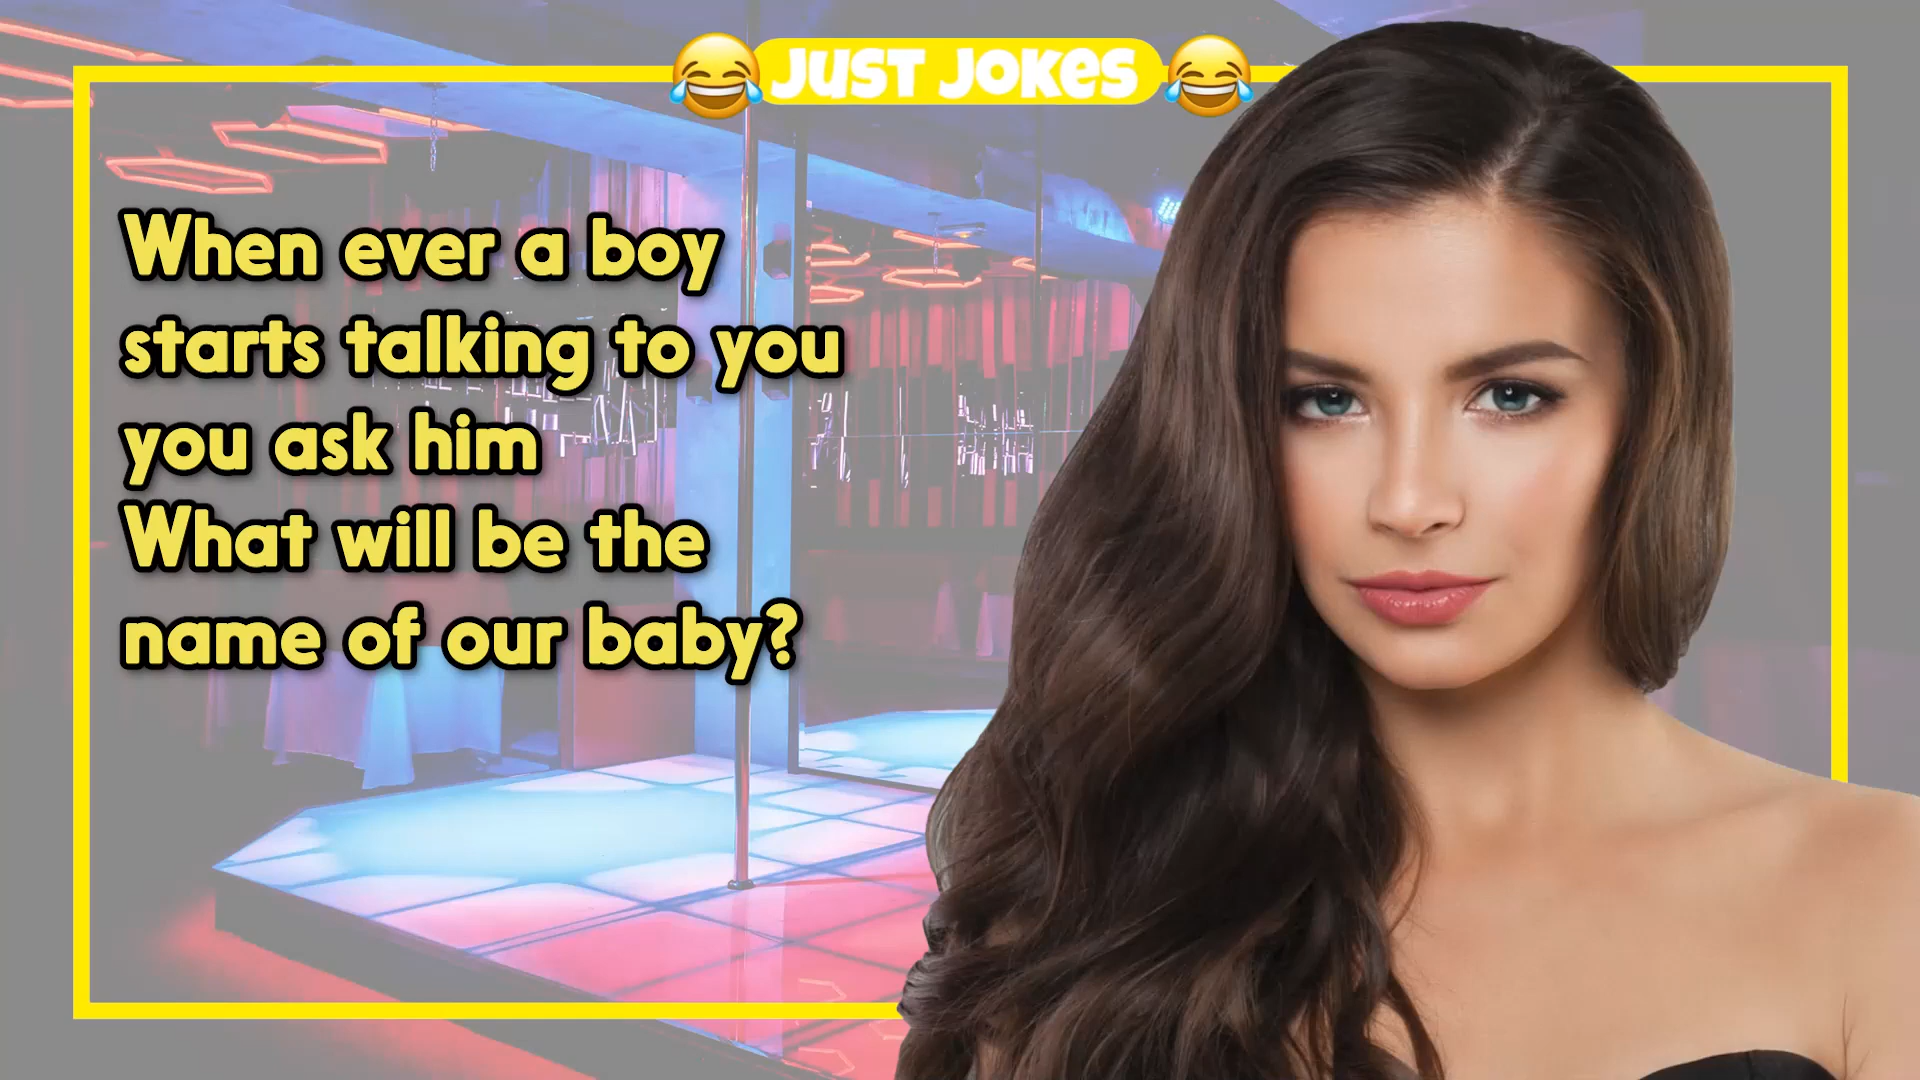 JUST JOKES
When ever a boy
starts talking to you
you ask him
What will be the
name of our baby?